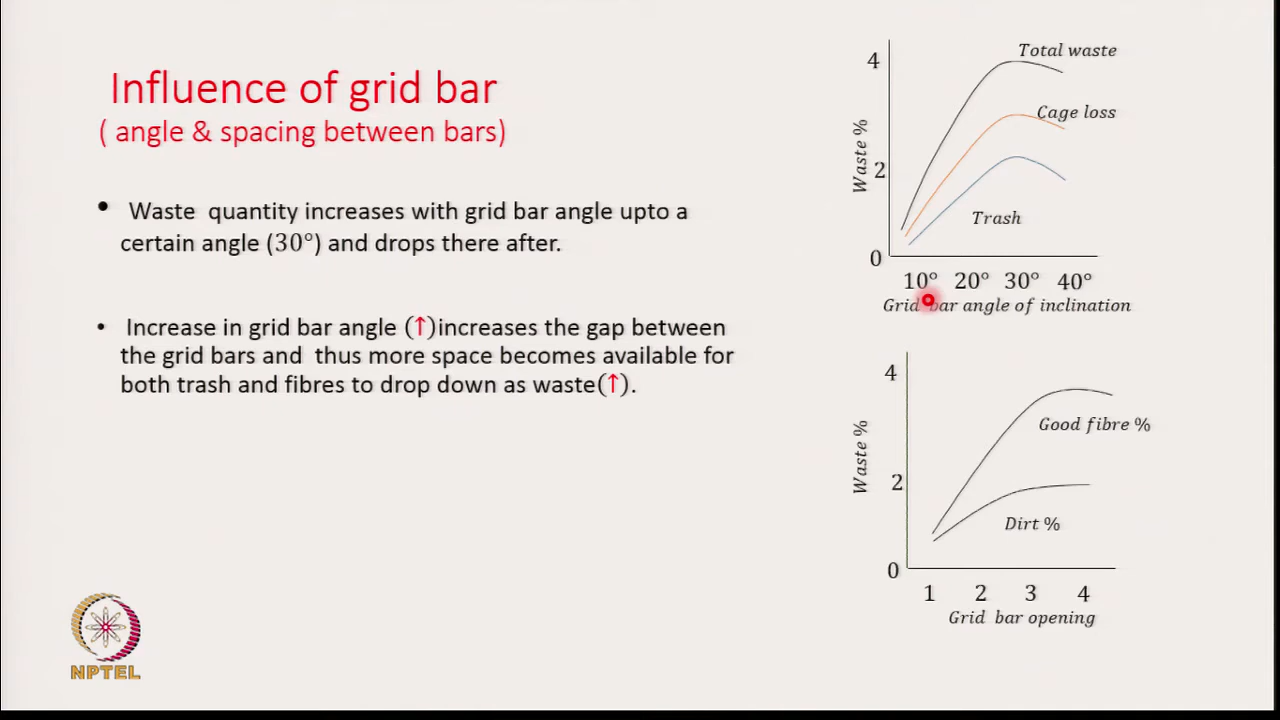 Influence of grid bar
( angle & spacing between bars)
• Waste quantity increases with grid bar angle upto a
certain angle (30°) and drops there after.
• Increase in grid bar angle (↑)increases the gap between
the grid bars and thus more space becomes available for
both trash and fibres to drop down as waste(↑).
NPTEL
Total waste
4
Cage loss
Waste %
2
Trash
0
10° 20° 30° 40°
Grid bar angle of inclination
4
Good fibre %
Waste %
2
Dirt %
0
1 2 3 4
Grid bar opening